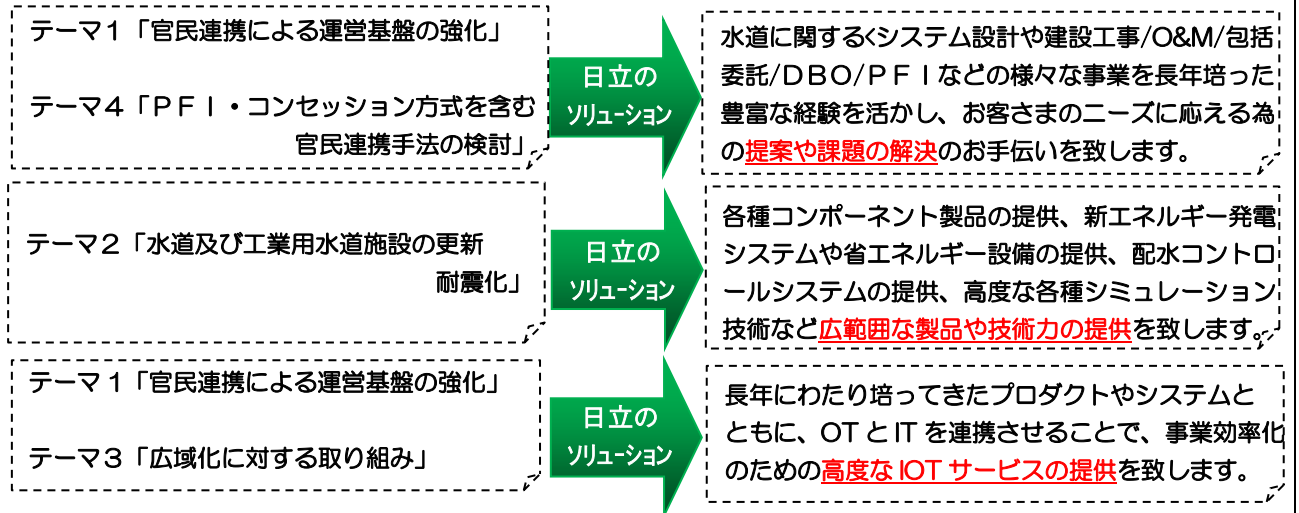 テーマ１「官民連携による運営基盤の強化」
テーマ４「ＰＦＩ・コンセッション方式を含む
官民連携手法の検討」
日立の
ソリューション
水道に関する<システム設計や建設工事/O&M/包括
委託/ＤＢＯ/ＰＦＩなどの様々な事業を長年培った
豊富な経験を活かし、お客さまのニーズに応える為
の提案や課題の解決のお手伝いを致します。
テーマ２「水道及び工業用水道施設の更新
耐震化」
日立の
ソリューション
各種コンポーネント製品の提供、新エネルギー発電
システムや省エネルギー設備の提供、配水コントロ
ールシステムの提供、高度な各種シミュレーション
技術など広範囲な製品や技術力の提供を致します。
テーマ１「官民連携による運営基盤の強化」
テーマ３「広域化に対する取り組み」
日立の
ソリューション
長年にわたり培ってきたプロダクトやシステムと
ともに、OT と IT を連携させることで、事業効率化
のための高度な IOT サービスの提供を致します。